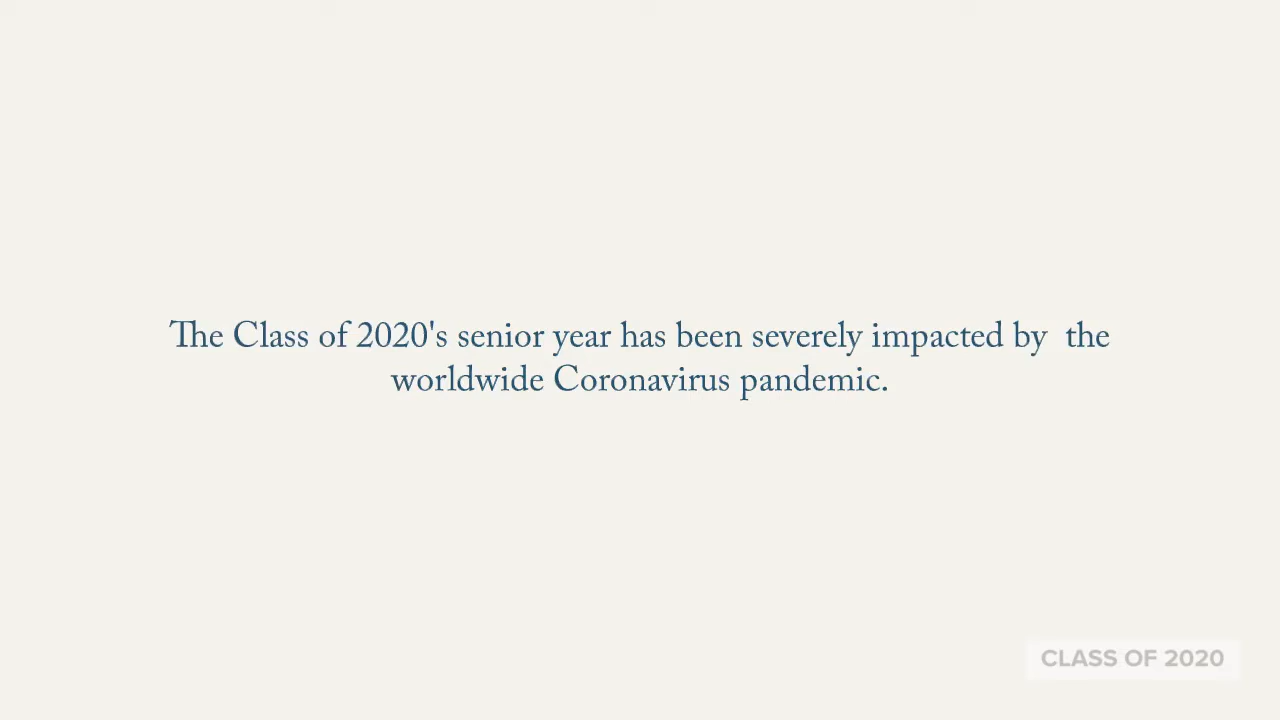 The Class of 2020's senior year has been severely impacted by  the
worldwide Coronavirus pandemic.
CLASS OF 2020